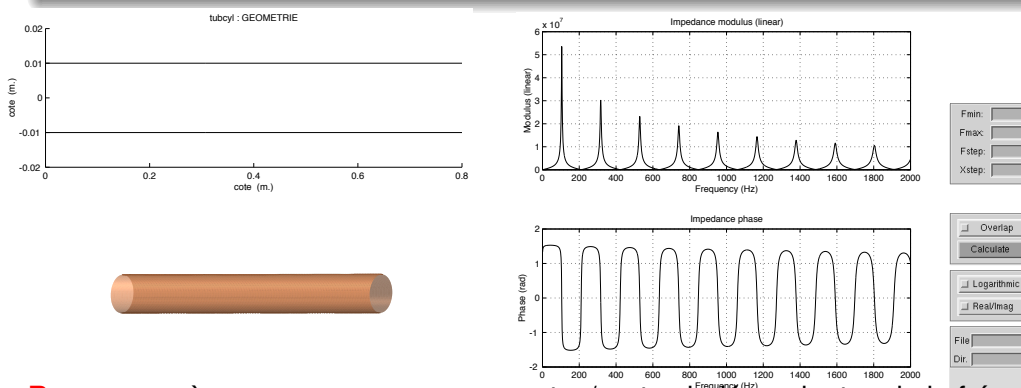 tubcyl : GEOMETRIE
0.02
0.01
0
-0.01
-0.02
cote (m.)
0 0.2 0.4 0.6 0.8
cote (m.)
Impedance modulus (linear)
x 10^7
6
5
4
3
2
1
0
Modulus (linear)
0 200 400 600 800 1000 1200 1400 1600 1800 2000
Frequency (Hz)
Impedance phase
2
1
0
-1
-2
Phase (rad)
0 200 400 600 800 1000 1200 1400 1600 1800 2000
Frequency (Hz)
Fmin:
Fmax:
Fstep:
Xstep:
Overlap
Calculate
Logarithmic
Real/Imag
File
Dir.